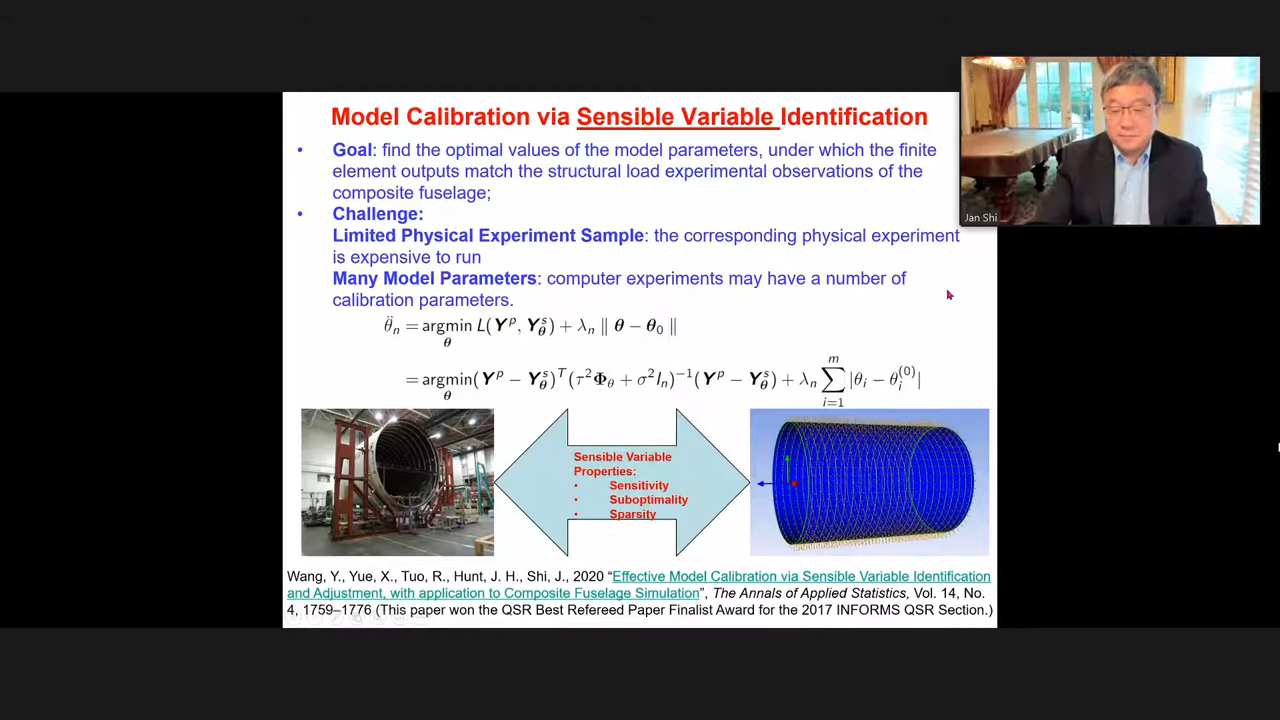 Model Calibration via Sensible Variable Identification
• Goal: find the optimal values of the model parameters, under which the finite
element outputs match the structural load experimental observations of the
composite fuselage;
• Challenge:
Limited Physical Experiment Sample: the corresponding physical experiment
is expensive to run
Many Model Parameters: computer experiments may have a number of
calibration parameters.
θ̈ₙ = argmin_θ L(Yᵖ, Yˢ_θ) + λₙ ‖ θ − θ₀ ‖
= argmin_θ (Yᵖ − Yˢ_θ)ᵀ(τ²Φ_θ + σ²Iₙ)⁻¹(Yᵖ − Yˢ_θ) + λₙ ∑_{i=1}^{m} |θᵢ − θᵢ⁽⁰⁾|
Sensible Variable
Properties:
• Sensitivity
• Suboptimality
• Sparsity
Wang, Y., Yue, X., Tuo, R., Hunt, J. H., Shi, J., 2020 “Effective Model Calibration via Sensible Variable Identification
and Adjustment, with application to Composite Fuselage Simulation”, The Annals of Applied Statistics, Vol. 14, No.
4, 1759–1776 (This paper won the QSR Best Refereed Paper Finalist Award for the 2017 INFORMS QSR Section.)
Jan Shi